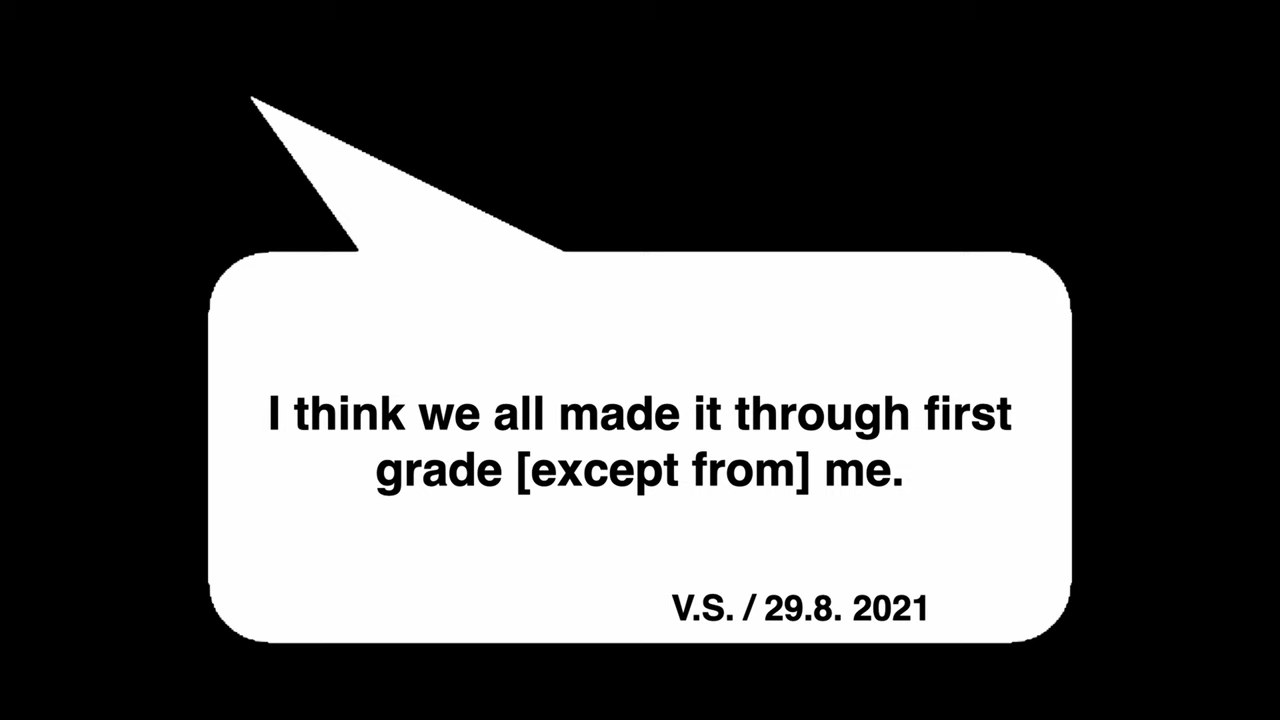 I think we all made it through first
grade [except from] me.
V.S. / 29.8. 2021